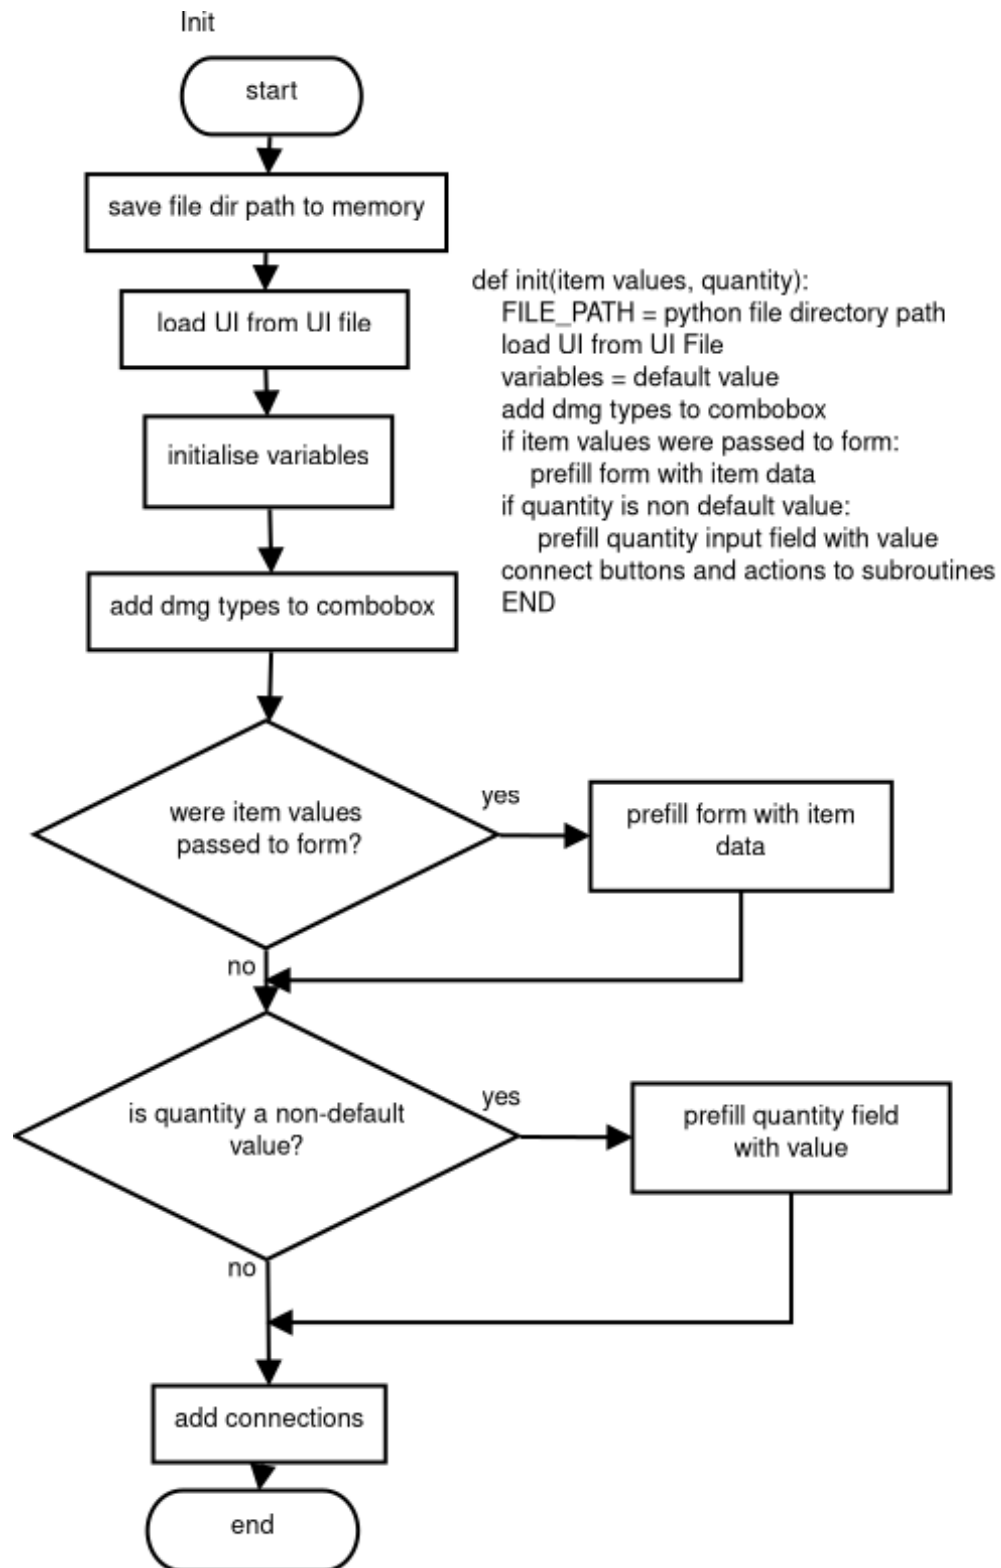 Init
start
save file dir path to memory
load UI from UI file
initialise variables
add dmg types to combobox
def init(item values, quantity):
FILE_PATH = python file directory path
load UI from UI File
variables = default value
add dmg types to combobox
if item values were passed to form:
prefill form with item data
if quantity is non default value:
prefill quantity input field with value
connect buttons and actions to subroutines
END
were item values
passed to form?
yes
prefill form with item
data
no
is quantity a non-default
value?
yes
prefill quantity field
with value
no
add connections
end